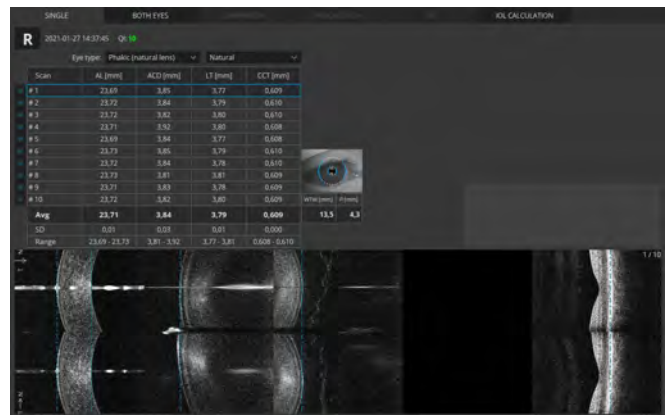 SINGLE BOTH EYES IOL CALCULATION
R 2021-01-27 14:37:45 QI: 10
Eye type: Phakic (natural lens) Natural
Scan AL [mm] ACD [mm] LT [mm] CCT [mm]
# 1 23,69 3,85 3,77 0,609
# 2 23,72 3,84 3,79 0,610
# 3 23,72 3,82 3,80 0,609
# 4 23,71 3,92 3,80 0,608
# 5 23,69 3,84 3,77 0,608
# 6 23,73 3,85 3,79 0,610
# 7 23,72 3,84 3,78 0,610
# 8 23,73 3,81 3,81 0,609
# 9 23,71 3,83 3,78 0,609
# 10 23,72 3,82 3,80 0,609
WTW [mm] P [mm]
Avg 23,71 3,84 3,79 0,609 13,5 4,3
SD 0,01 0,03 0,01 0,000
Range 23,69 - 23,73 3,81 - 3,92 3,77 - 3,81 0,608 - 0,610
1 / 10